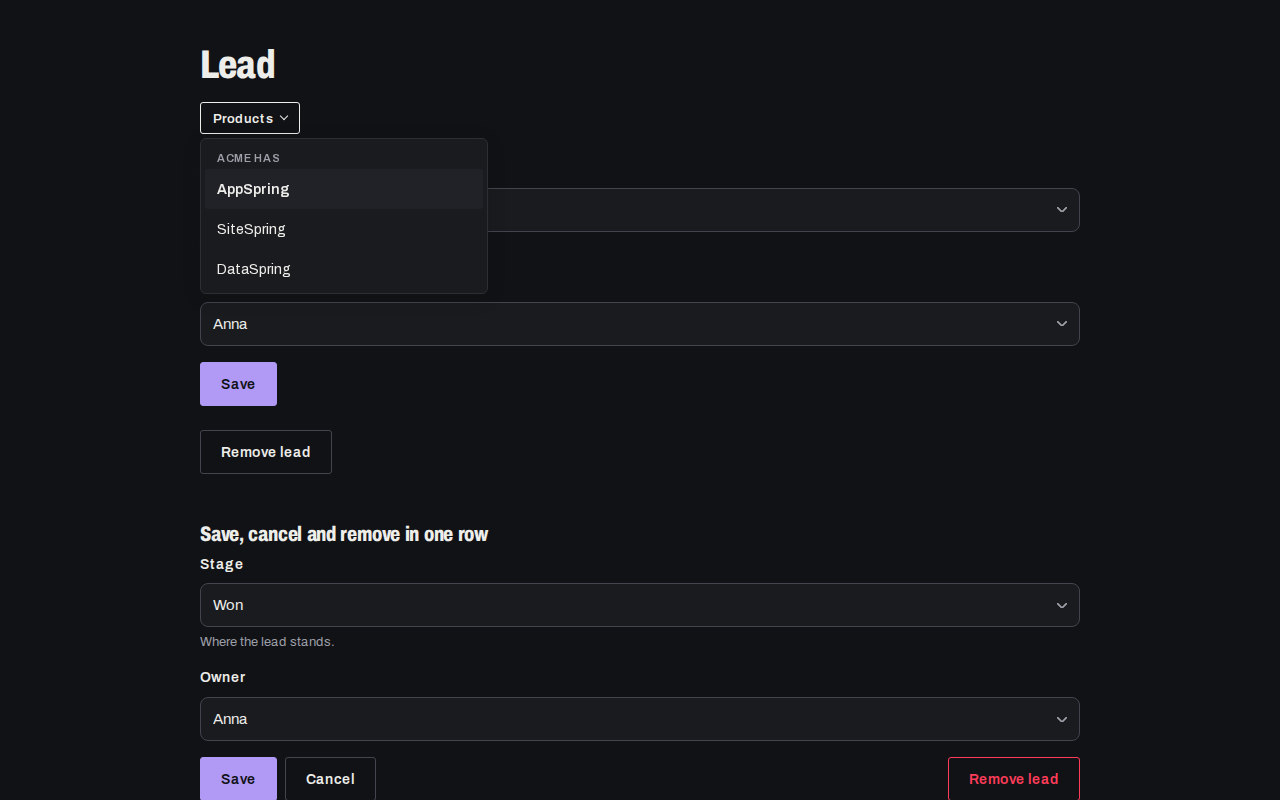 Lead
Products
ACME HAS
AppSpring
SiteSpring
DataSpring
Anna
Save
Remove lead
Save, cancel and remove in one row
Stage
Won
Where the lead stands.
Owner
Anna
Save
Cancel
Remove lead